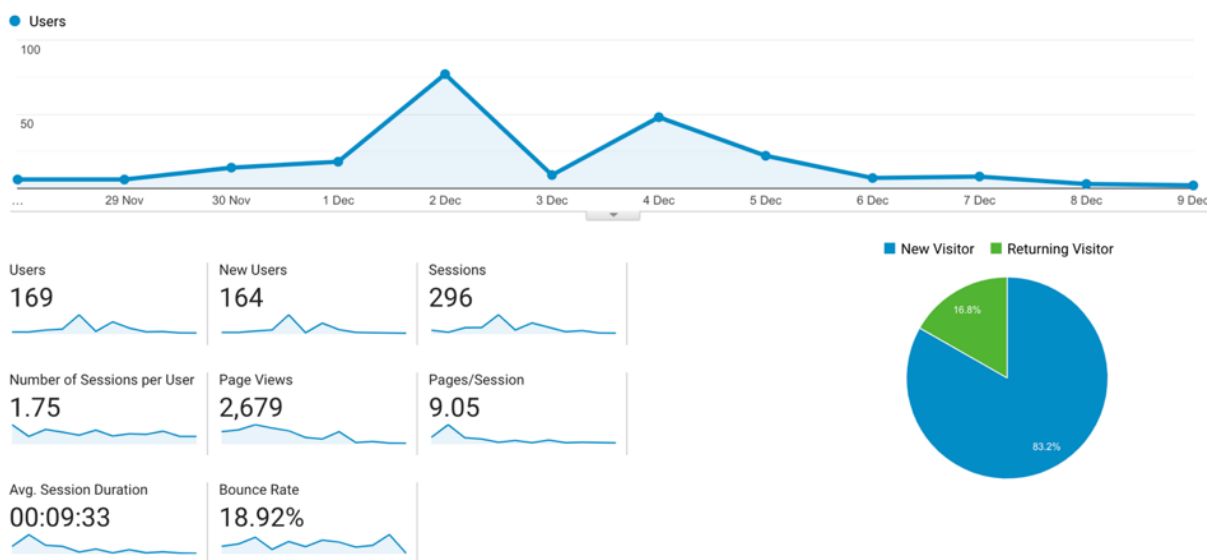 Users
100
50
... 29 Nov 30 Nov 1 Dec 2 Dec 3 Dec 4 Dec 5 Dec 6 Dec 7 Dec 8 Dec 9 Dec
New Visitor Returning Visitor
Users New Users Sessions
169 164 296
Number of Sessions per User Page Views Pages/Session
1.75 2,679 9.05
Avg. Session Duration Bounce Rate
00:09:33 18.92%
16.8%
83.2%